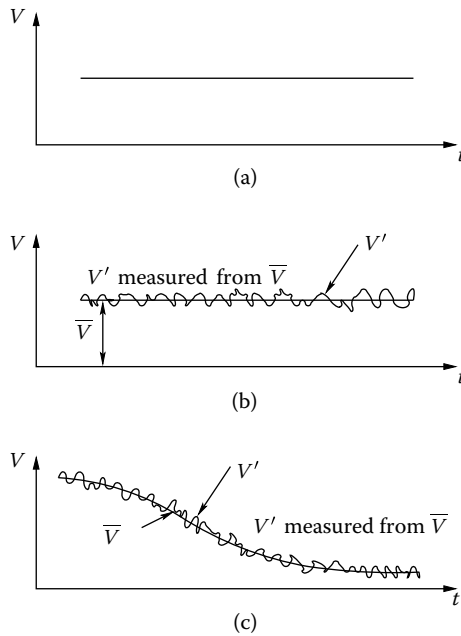 V
t
(a)
V
V′ measured from V̅
V′
V̅
t
(b)
V
V′
V̅
V′ measured from V̅
t
(c)